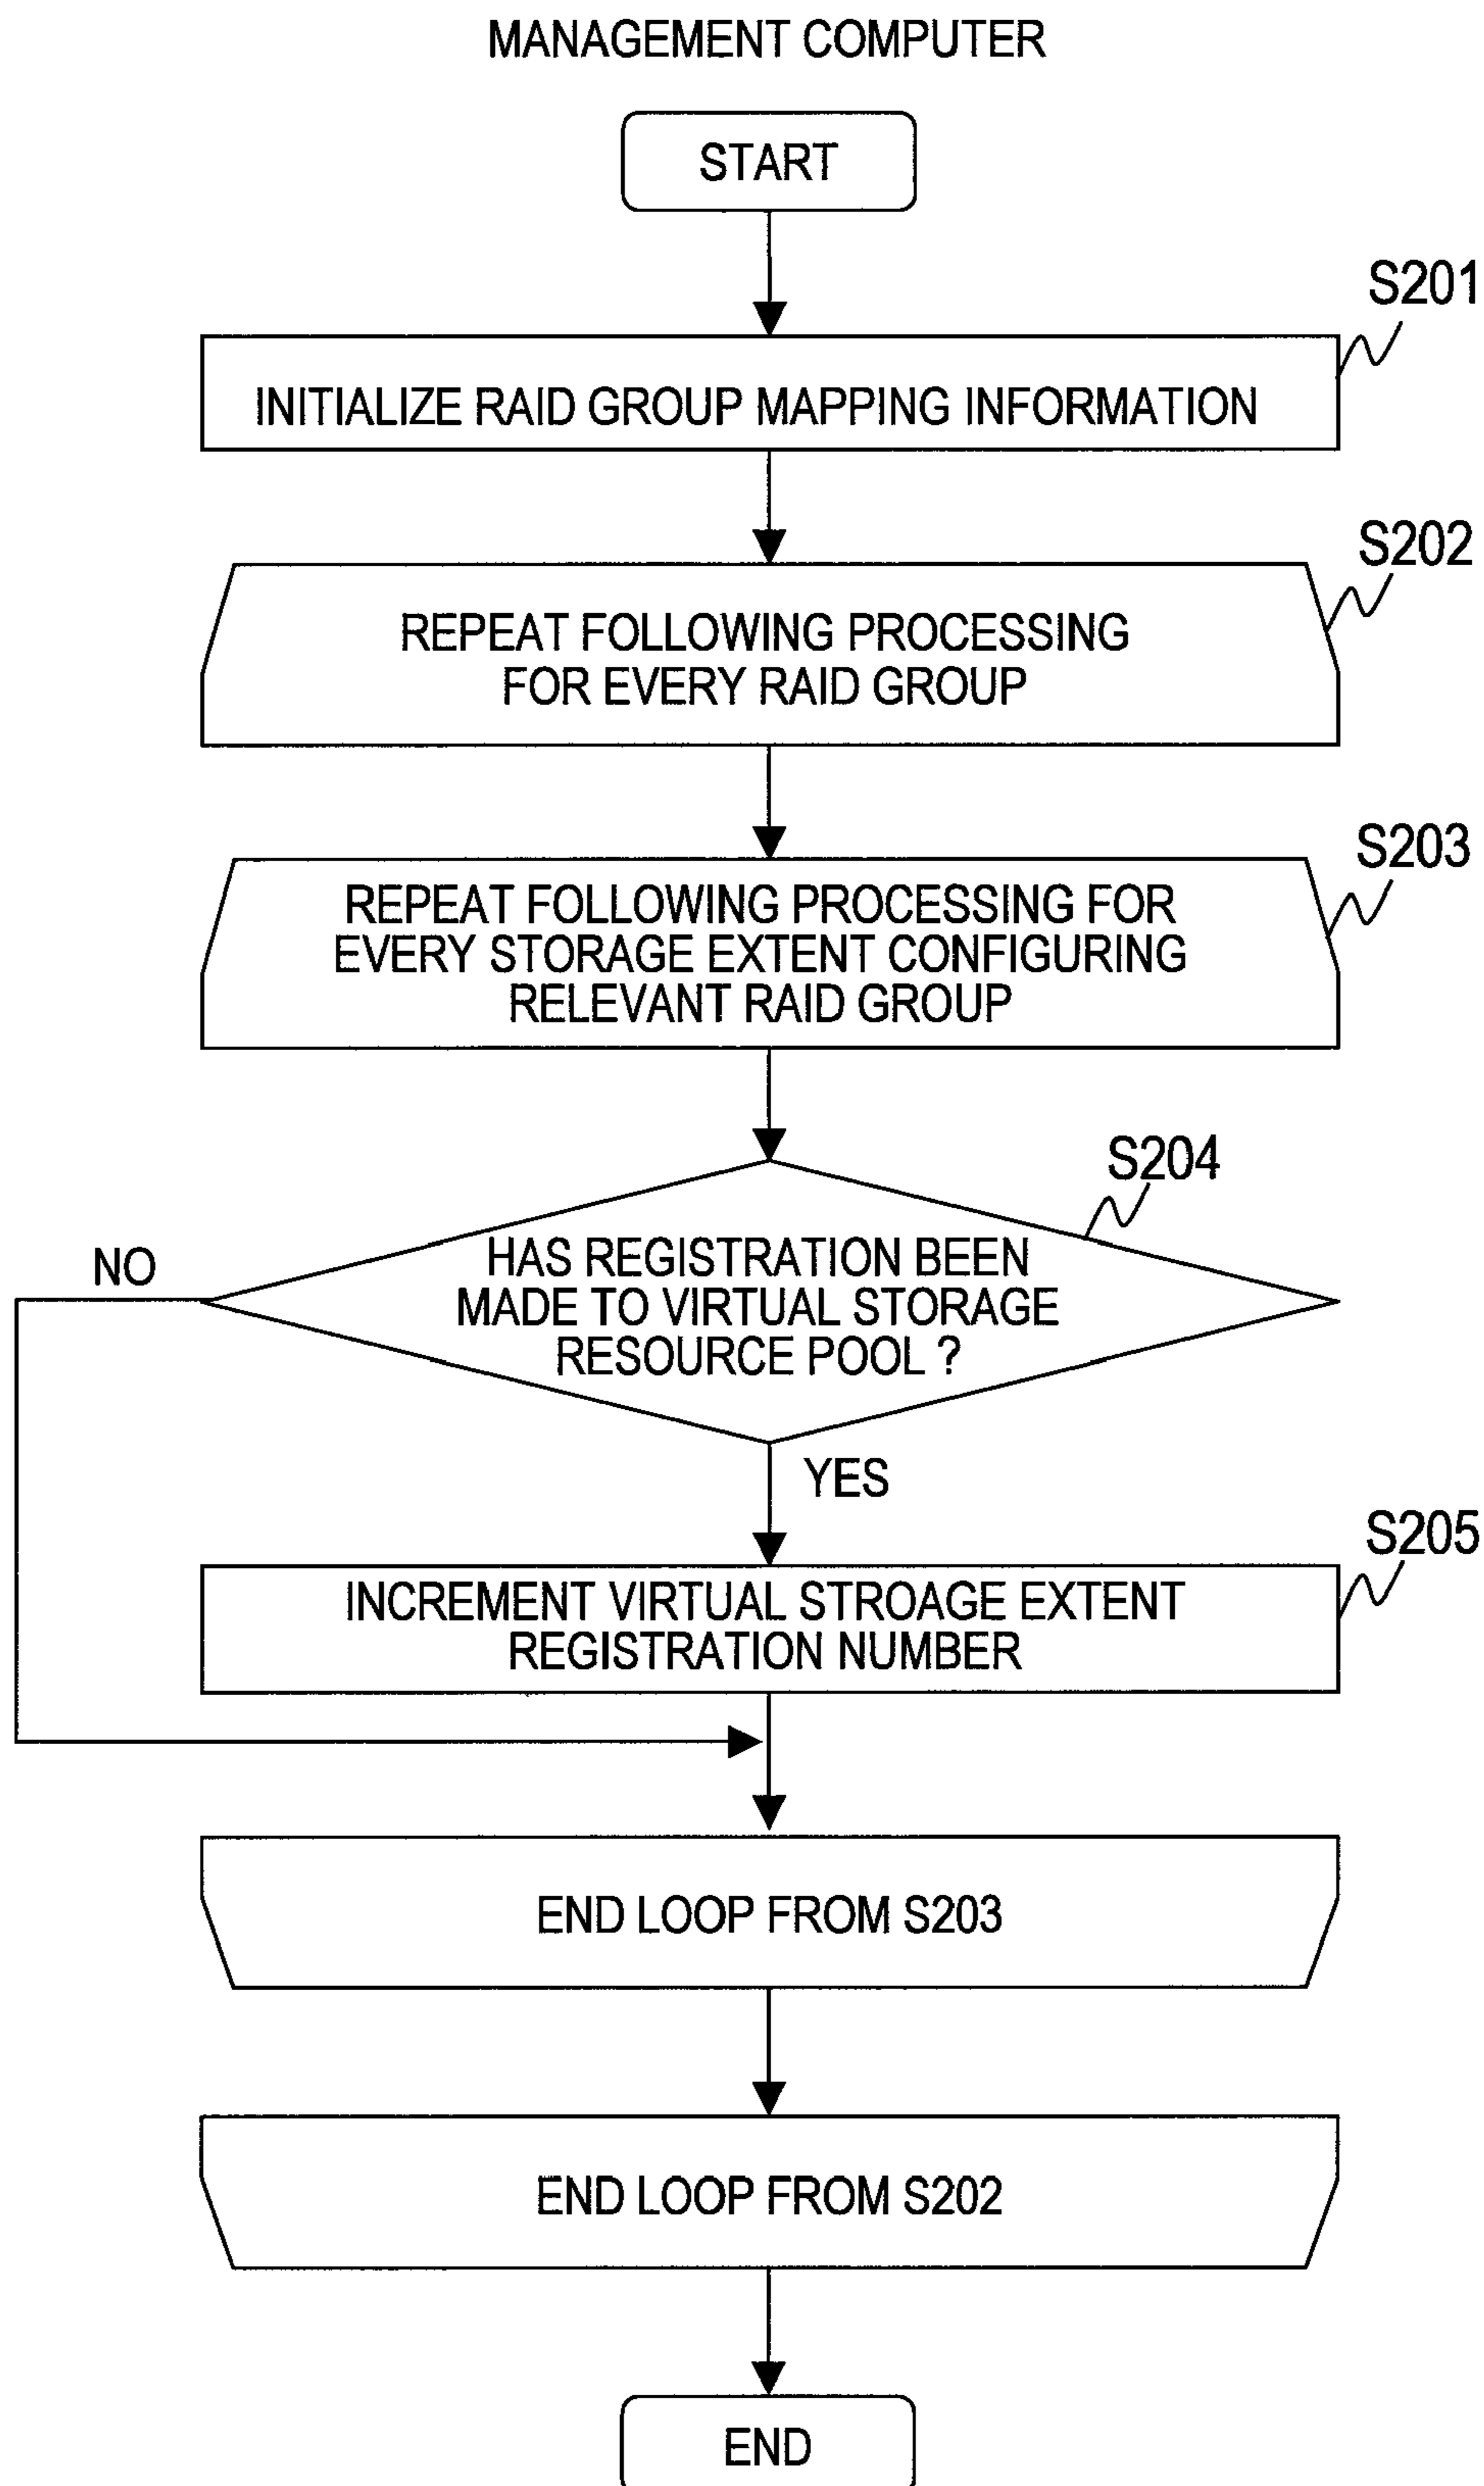 MANAGEMENT COMPUTER
START
S201
INITIALIZE RAID GROUP MAPPING INFORMATION
S202
REPEAT FOLLOWING PROCESSING
FOR EVERY RAID GROUP
S203
REPEAT FOLLOWING PROCESSING FOR
EVERY STORAGE EXTENT CONFIGURING
RELEVANT RAID GROUP
S204
NO
HAS REGISTRATION BEEN
MADE TO VIRTUAL STORAGE
RESOURCE POOL ?
YES
S205
INCREMENT VIRTUAL STROAGE EXTENT
REGISTRATION NUMBER
END LOOP FROM S203
END LOOP FROM S202
END